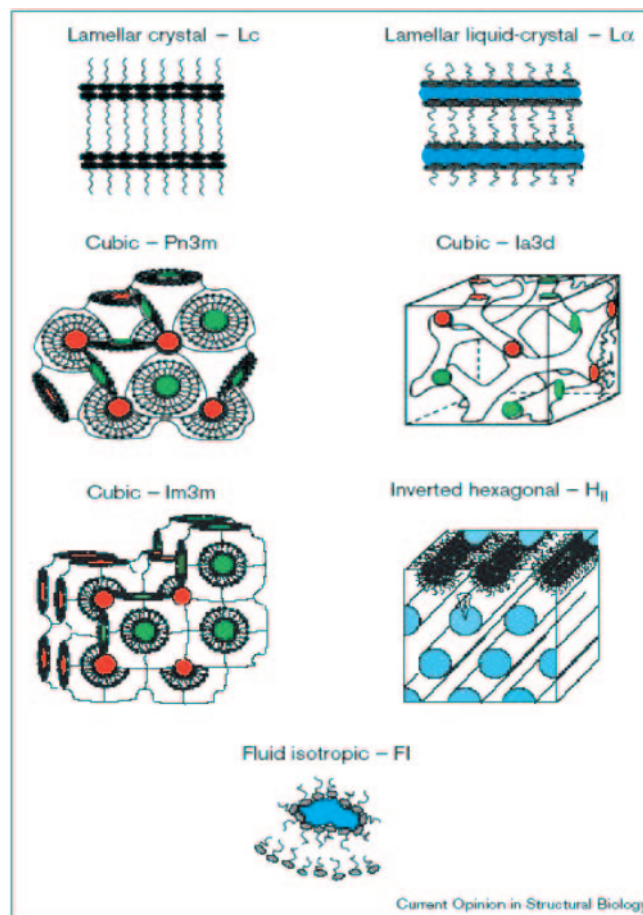 Lamellar crystal – Lc
Lamellar liquid-crystal – Lα
Cubic – Pn3m
Cubic – Ia3d
Cubic – Im3m
Inverted hexagonal – H_II
Fluid isotropic – FI
Current Opinion in Structural Biology